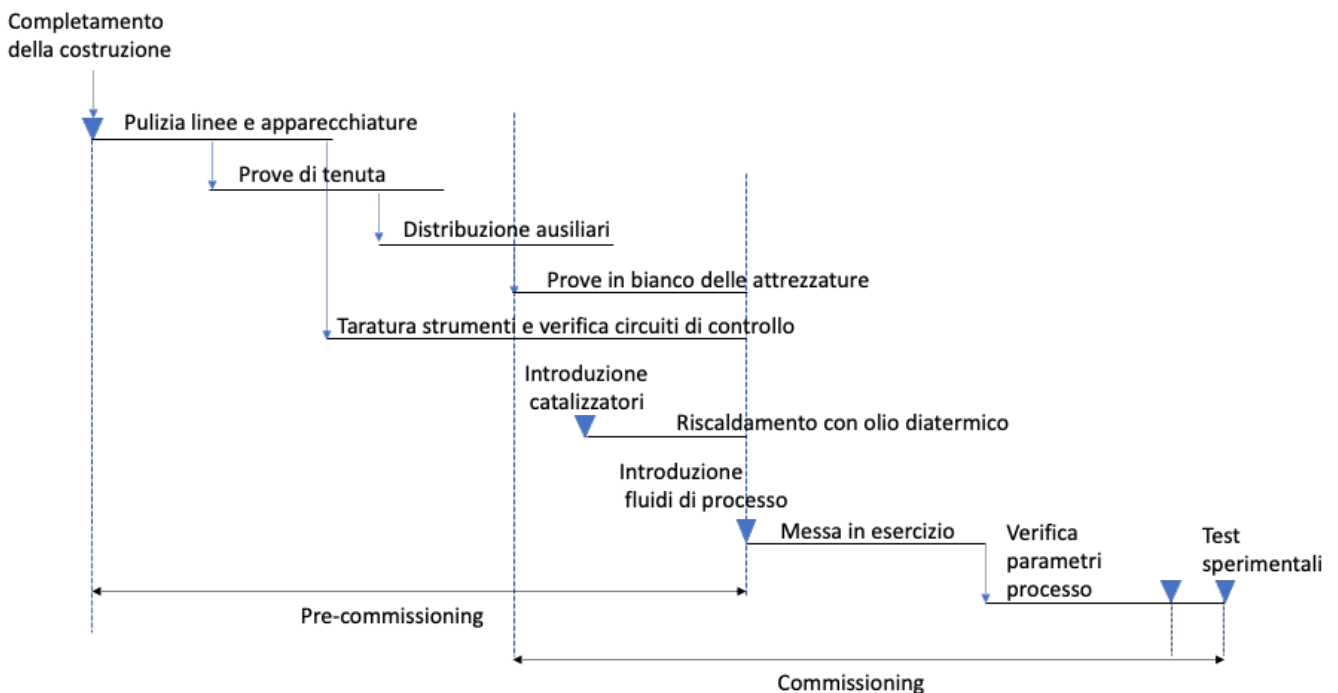 Completamento
della costruzione
Pulizia linee e apparecchiature
Prove di tenuta
Distribuzione ausiliari
Prove in bianco delle attrezzature
Taratura strumenti e verifica circuiti di controllo
Introduzione
catalizzatori
Riscaldamento con olio diatermico
Introduzione
fluidi di processo
Messa in esercizio
Verifica
parametri
processo
Test
sperimentali
Pre-commissioning
Commissioning